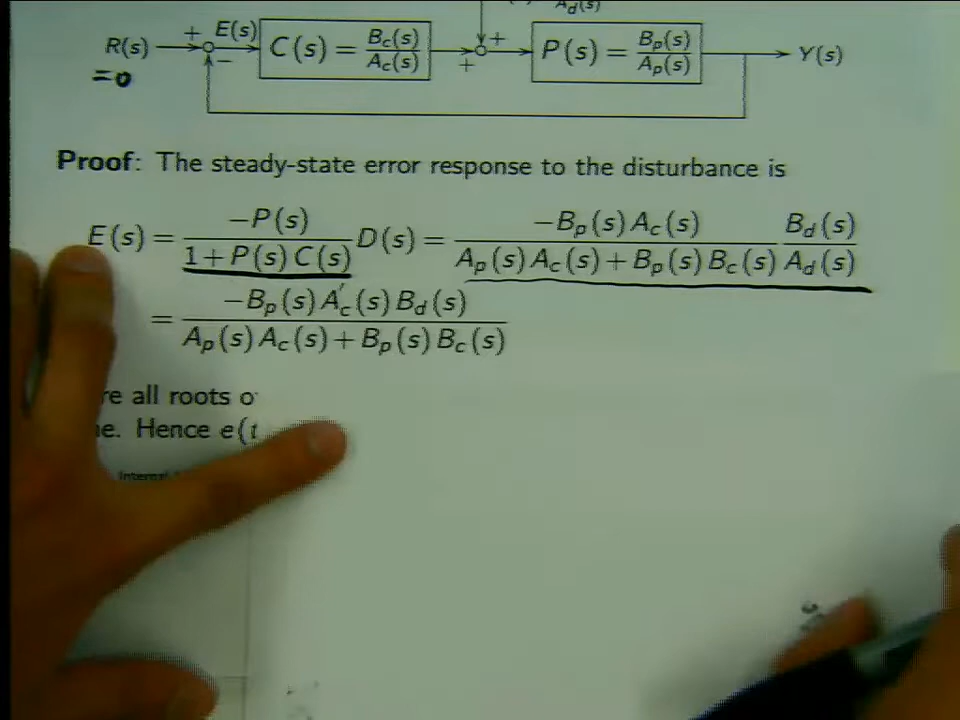 A_d(s)
R(s) + E(s) − C(s) = B_c(s)/A_c(s) + + P(s) = B_p(s)/A_p(s) Y(s)
=0
Proof: The steady-state error response to the disturbance is
E(s) = −P(s)/(1+P(s)C(s)) D(s) = −B_p(s)A_c(s)/(A_p(s)A_c(s)+B_p(s)B_c(s)) B_d(s)/A_d(s)
= −B_p(s)A'_c(s)B_d(s)/(A_p(s)A_c(s)+B_p(s)B_c(s))
re all roots o
e. Hence e(t